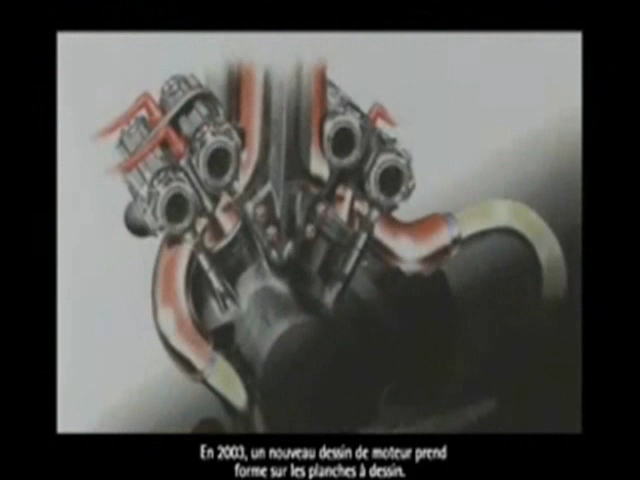 En 2003, un nouveau dessin de moteur prend
forme sur les planches à dessin.